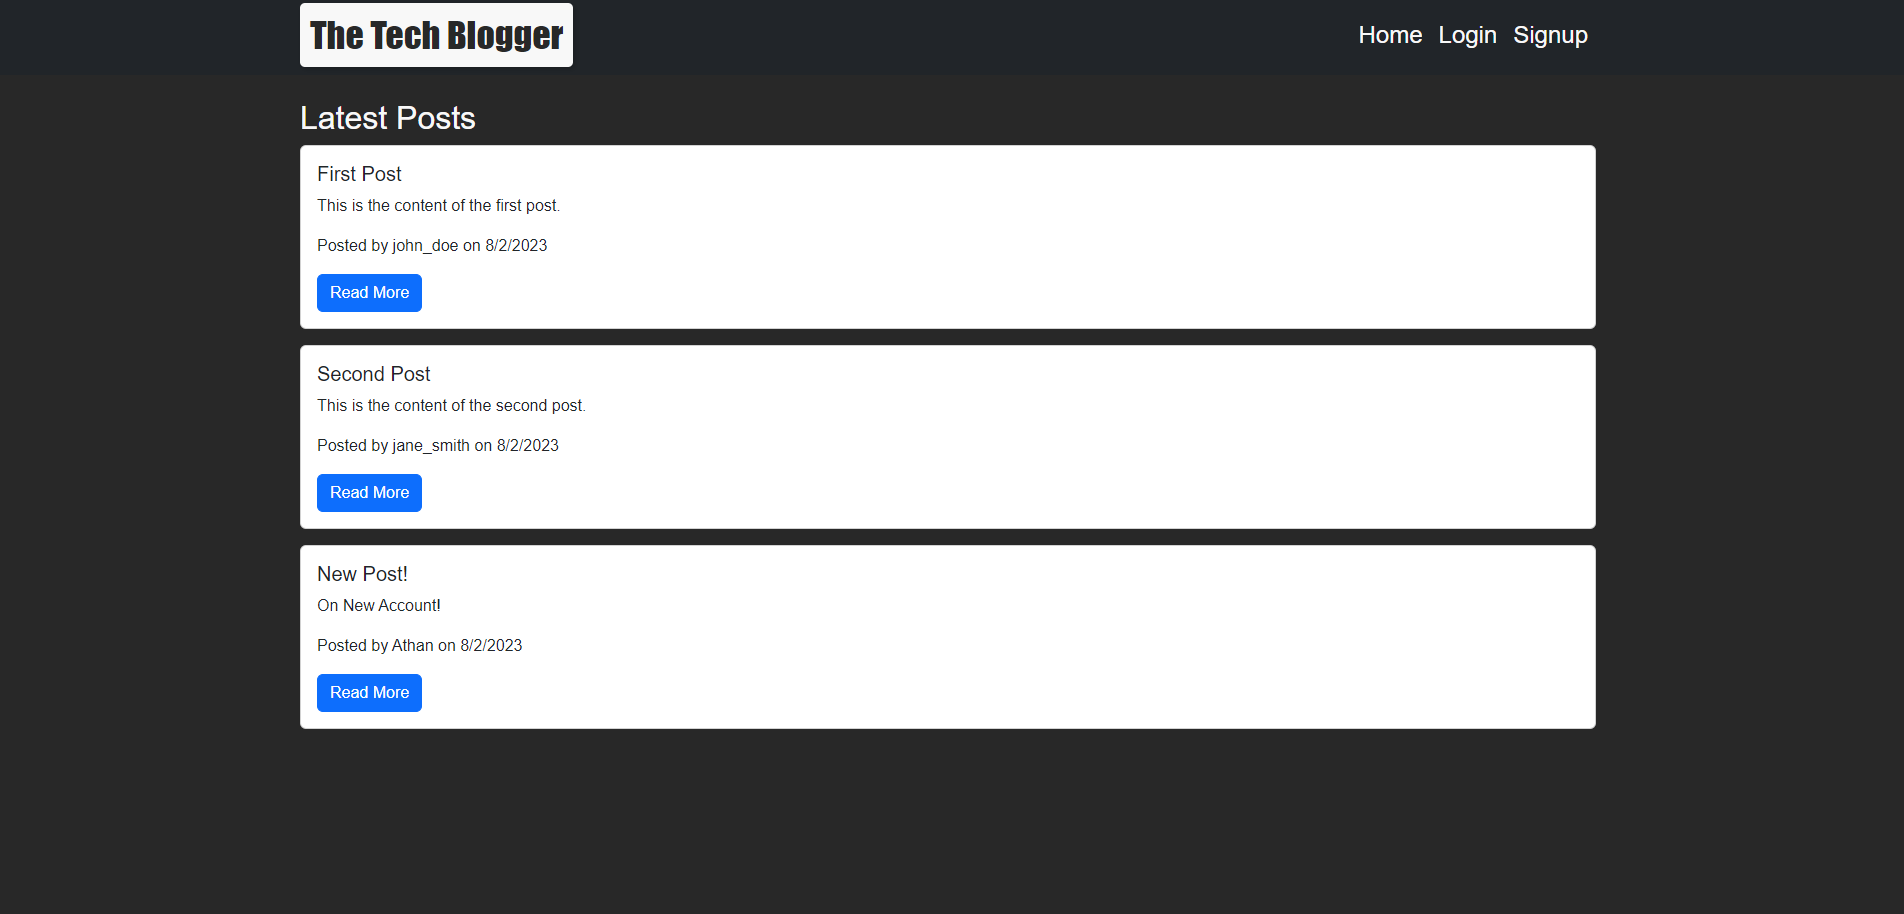 The Tech Blogger
Home Login Signup
Latest Posts
First Post
This is the content of the first post.
Posted by john_doe on 8/2/2023
Read More
Second Post
This is the content of the second post.
Posted by jane_smith on 8/2/2023
Read More
New Post!
On New Account!
Posted by Athan on 8/2/2023
Read More